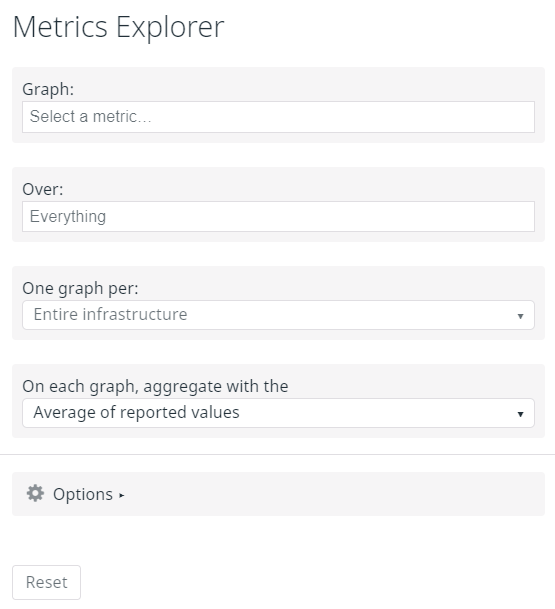 Metrics Explorer
Graph:
Select a metric...
Over:
Everything
One graph per:
Entire infrastructure
On each graph, aggregate with the
Average of reported values
Options
Reset